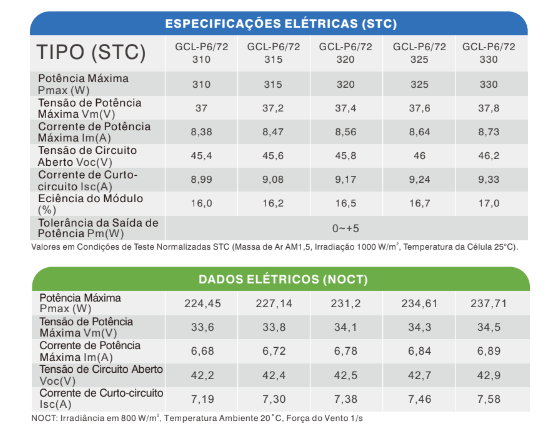 ESPECIFICAÇÕES ELÉTRICAS (STC)
TIPO (STC) GCL-P6/72 310 GCL-P6/72 315 GCL-P6/72 320 GCL-P6/72 325 GCL-P6/72 330
Potência Máxima
Pmax (W) 310 315 320 325 330
Tensão de Potência
Máxima Vm(V) 37 37,2 37,4 37,6 37,8
Corrente de Potência
Máxima Im(A) 8,38 8,47 8,56 8,64 8,73
Tensão de Circuito
Aberto Voc(V) 45,4 45,6 45,8 46 46,2
Corrente de Curto-
circuito Isc(A) 8,99 9,08 9,17 9,24 9,33
Eciência do Módulo
(%) 16,0 16,2 16,5 16,7 17,0
Tolerância da Saída de
Potência Pm(W) 0~+5
Valores em Condições de Teste Normalizadas STC (Massa de Ar AM1,5, Irradiação 1000 W/m², Temperatura da Célula 25°C).
DADOS ELÉTRICOS (NOCT)
Potência Máxima
Pmax (W) 224,45 227,14 231,2 234,61 237,71
Tensão de Potência
Máxima Vm(V) 33,6 33,8 34,1 34,3 34,5
Corrente de Potência
Máxima Im(A) 6,68 6,72 6,78 6,84 6,89
Tensão de Circuito Aberto
Voc(V) 42,2 42,4 42,5 42,7 42,9
Corrente de Curto-circuito
Isc(A) 7,19 7,30 7,38 7,46 7,58
NOCT: Irradiância em 800 W/m². Temperatura Ambiente 20˚C, Força do Vento 1/s